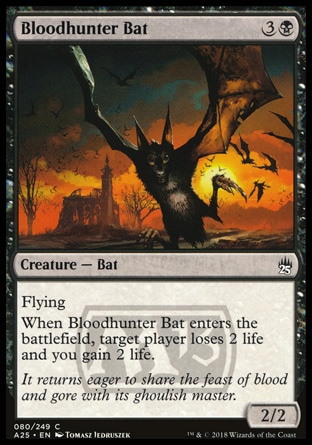 Bloodhunter Bat 3
Creature — Bat
25
Flying
When Bloodhunter Bat enters the
battlefield, target player loses 2 life
and you gain 2 life.
It returns eager to share the feast of blood
and gore with its ghoulish master.
2/2
080/249 C
A25 • EN Tomasz Jedruszek
™ & © 2018 Wizards of the Coast